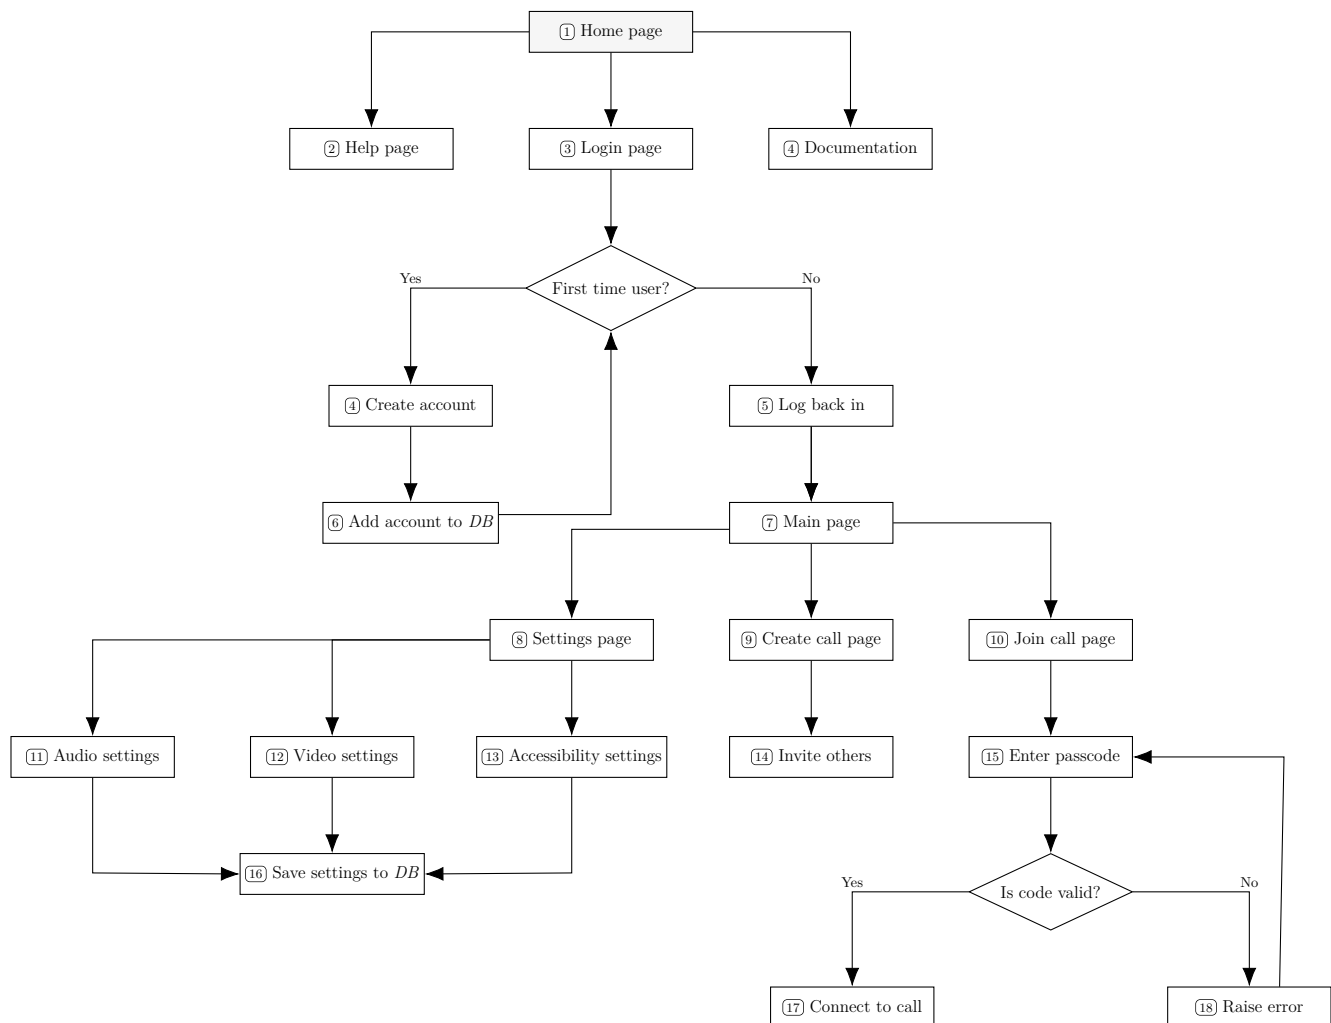 1 Home page
2 Help page
3 Login page
4 Documentation
First time user?
Yes
No
4 Create account
5 Log back in
6 Add account to DB
7 Main page
8 Settings page
9 Create call page
10 Join call page
11 Audio settings
12 Video settings
13 Accessibility settings
14 Invite others
15 Enter passcode
16 Save settings to DB
Is code valid?
Yes
No
17 Connect to call
18 Raise error